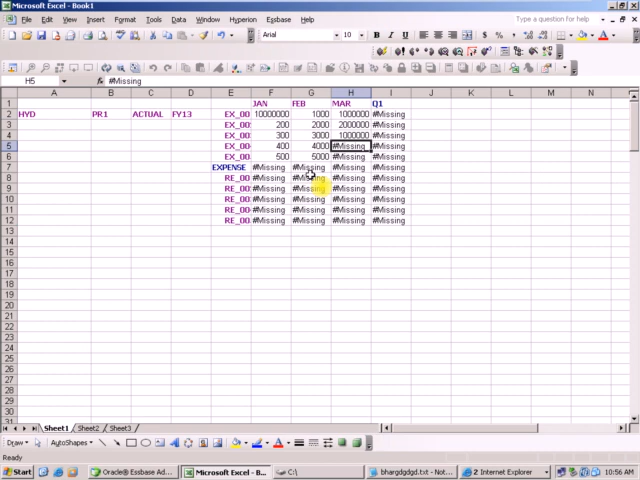 Microsoft Excel - Book1
File Edit View Insert Format Tools Data Window Hyperion Essbase Help Type a question for help
Arial 10 B I U
H5 fx #Missing
A B C D E F G H I J K L M N
1 JAN FEB MAR Q1
2 HYD PR1 ACTUAL FY13 EX_00 10000000 1000 1000000 #Missing
3 EX_00 200 2000 2000000 #Missing
4 EX_00 300 3000 1000000 #Missing
5 EX_00 400 4000 #Missing #Missing
6 EX_00 500 5000 #Missing #Missing
7 EXPENSE #Missing #Missing #Missing #Missing
8 RE_00 #Missing #Missing #Missing #Missing
9 RE_00 #Missing #Missing #Missing #Missing
10 RE_00 #Missing #Missing #Missing #Missing
11 RE_00 #Missing #Missing #Missing #Missing
12 RE_00 #Missing #Missing #Missing #Missing
13
14
15
16
17
18
19
20
21
22
23
24
25
26
27
28
29
30
31
Sheet1 Sheet2 Sheet3
Draw AutoShapes
Ready
Start Oracle® Essbase Ad... Microsoft Excel - B... C:\ bhargdgdgd.txt - Not... 2 Internet Explorer 10:56 AM